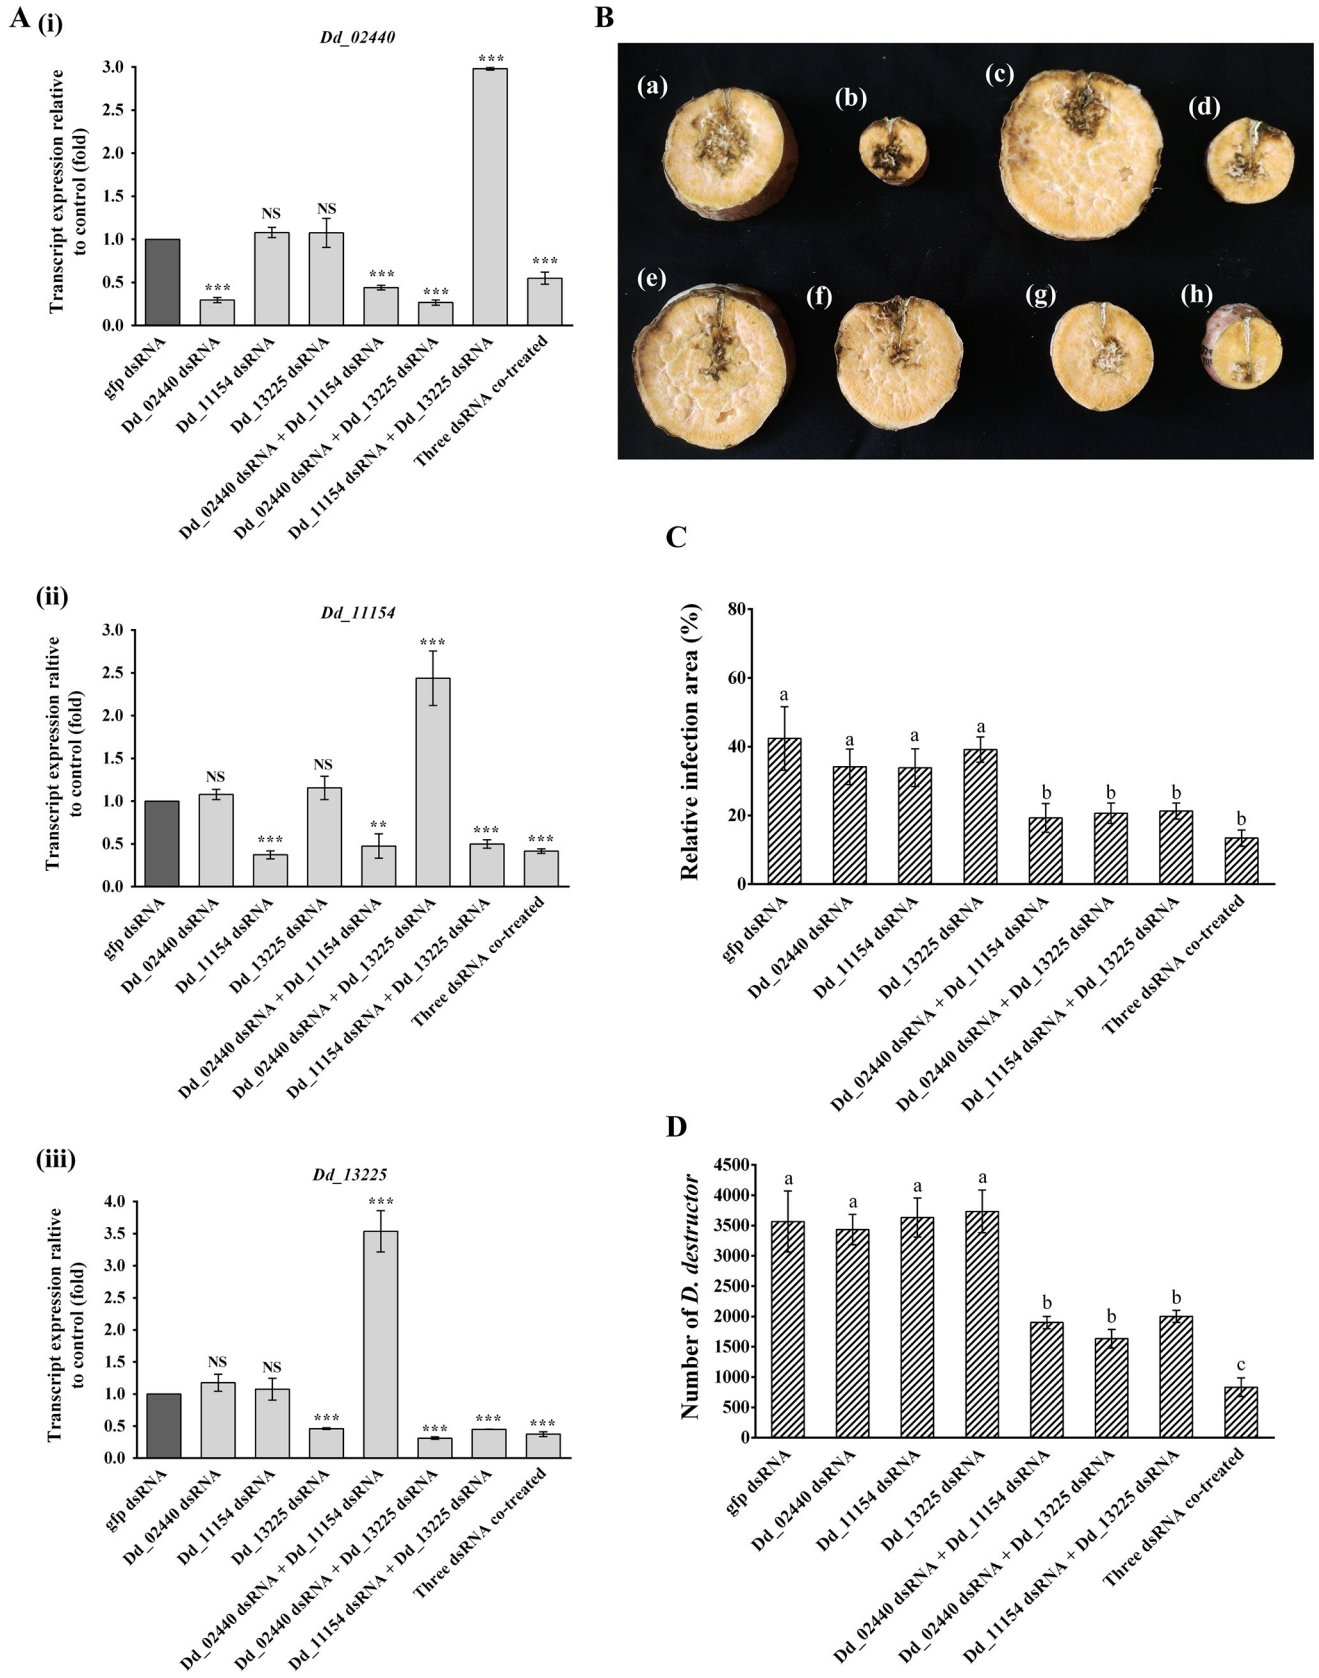 A (i)
Dd_02440
Transcript expression relative
to control (fold)
3.0
2.5
2.0
1.5
1.0
0.5
0.0
***
NS
NS
***
***
***
***
gfp dsRNA
Dd_02440 dsRNA
Dd_11154 dsRNA
Dd_13225 dsRNA
Dd_02440 dsRNA + Dd_11154 dsRNA
Dd_02440 dsRNA + Dd_13225 dsRNA
Dd_11154 dsRNA + Dd_13225 dsRNA
Three dsRNA co-treated
B
(a)
(b)
(c)
(d)
(e)
(f)
(g)
(h)
(ii)
Dd_11154
Transcript expression raltive
to control (fold)
3.0
2.5
2.0
1.5
1.0
0.5
0.0
NS
***
NS
**
***
***
***
gfp dsRNA
Dd_02440 dsRNA
Dd_11154 dsRNA
Dd_13225 dsRNA
Dd_02440 dsRNA + Dd_11154 dsRNA
Dd_02440 dsRNA + Dd_13225 dsRNA
Dd_11154 dsRNA + Dd_13225 dsRNA
Three dsRNA co-treated
C
Relative infection area (%)
80
60
40
20
0
a
a
a
a
b
b
b
b
gfp dsRNA
Dd_02440 dsRNA
Dd_11154 dsRNA
Dd_13225 dsRNA
Dd_02440 dsRNA + Dd_11154 dsRNA
Dd_02440 dsRNA + Dd_13225 dsRNA
Dd_11154 dsRNA + Dd_13225 dsRNA
Three dsRNA co-treated
(iii)
Dd_13225
Transcript expression raltive
to control (fold)
4.0
3.5
3.0
2.5
2.0
1.5
1.0
0.5
0.0
NS
NS
***
***
***
***
***
gfp dsRNA
Dd_02440 dsRNA
Dd_11154 dsRNA
Dd_13225 dsRNA
Dd_02440 dsRNA + Dd_11154 dsRNA
Dd_02440 dsRNA + Dd_13225 dsRNA
Dd_11154 dsRNA + Dd_13225 dsRNA
Three dsRNA co-treated
D
Number of D. destructor
4500
4000
3500
3000
2500
2000
1500
1000
500
0
a
a
a
a
b
b
b
c
gfp dsRNA
Dd_02440 dsRNA
Dd_11154 dsRNA
Dd_13225 dsRNA
Dd_02440 dsRNA + Dd_11154 dsRNA
Dd_02440 dsRNA + Dd_13225 dsRNA
Dd_11154 dsRNA + Dd_13225 dsRNA
Three dsRNA co-treated